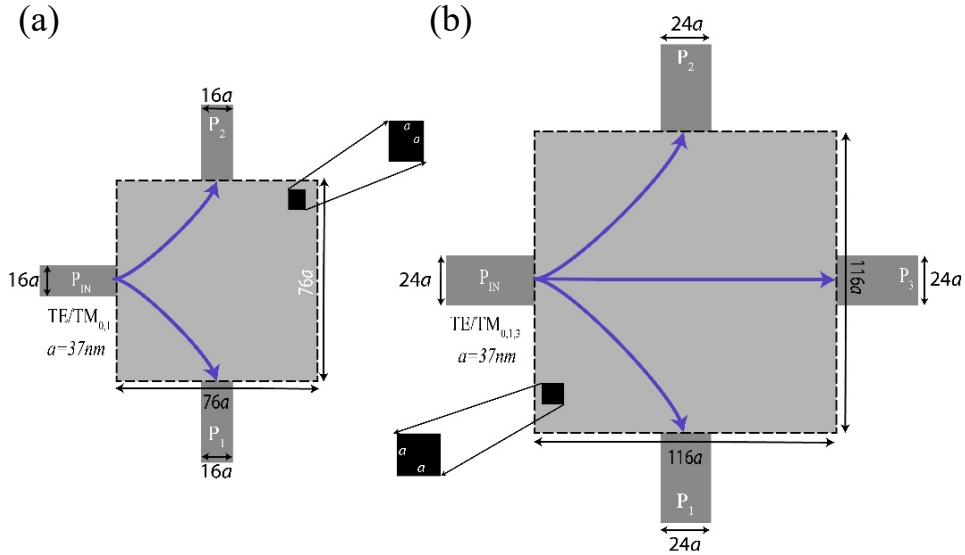 (a)
16a
P2
a
a
16a
PIN
TE/TM0,1
a=37nm
76a
76a
P1
16a
(b)
24a
P2
24a
PIN
TE/TM0,1,3
a=37nm
116a
P3
24a
a
a
116a
P1
24a